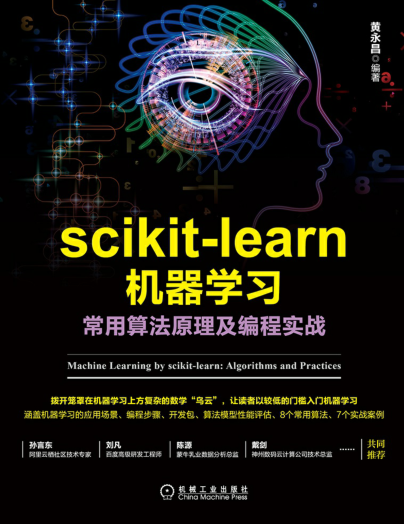 黄永昌
编著
scikit-learn
机器学习
常用算法原理及编程实战
Machine Learning by scikit-learn: Algorithms and Practices
拨开笼罩在机器学习上方复杂的数学“乌云”，让读者以较低的门槛入门机器学习
涵盖机器学习的应用场景、编程步骤、开发包、算法模型性能评估、8个常用算法、7个实战案例
孙言东
阿里云栖社区技术专家
刘凡
百度高级研发工程师
陈源
蒙牛乳业数据分析总监
戴剑
神州数码云计算公司技术总监
……
共同
推荐
机械工业出版社
China Machine Press